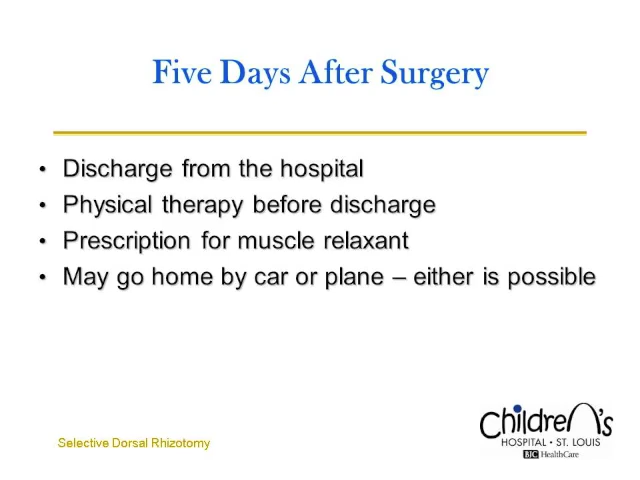 Five Days After Surgery
• Discharge from the hospital
• Physical therapy before discharge
• Prescription for muscle relaxant
• May go home by car or plane – either is possible
Selective Dorsal Rhizotomy
Children's
HOSPITAL • ST. LOUIS
BJC HealthCare